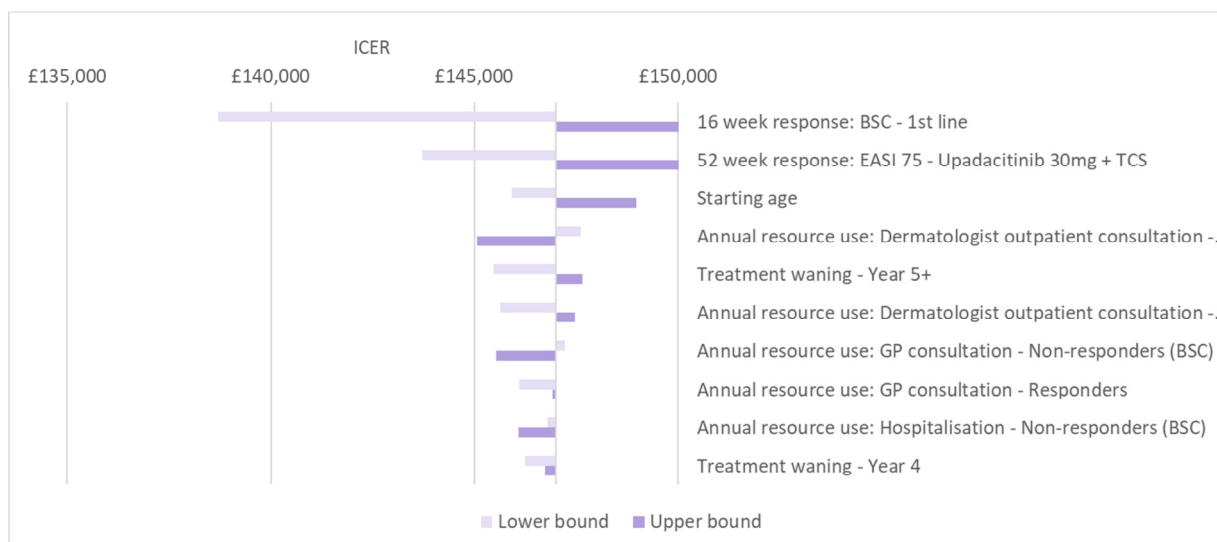 ICER
£135,000 £140,000 £145,000 £150,000
16 week response: BSC - 1st line
52 week response: EASI 75 - Upadacitinib 30mg + TCS
Starting age
Annual resource use: Dermatologist outpatient consultation -.
Treatment waning - Year 5+
Annual resource use: Dermatologist outpatient consultation -.
Annual resource use: GP consultation - Non-responders (BSC)
Annual resource use: GP consultation - Responders
Annual resource use: Hospitalisation - Non-responders (BSC)
Treatment waning - Year 4
Lower bound Upper bound